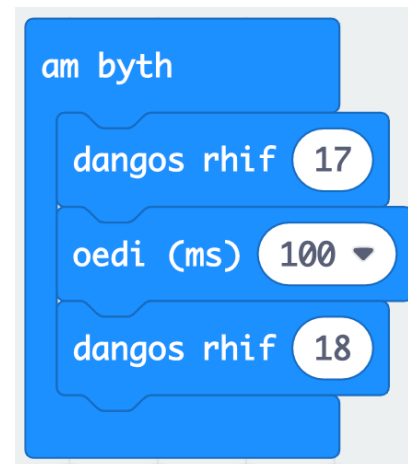 am byth
dangos rhif 17
oedi (ms) 100
dangos rhif 18